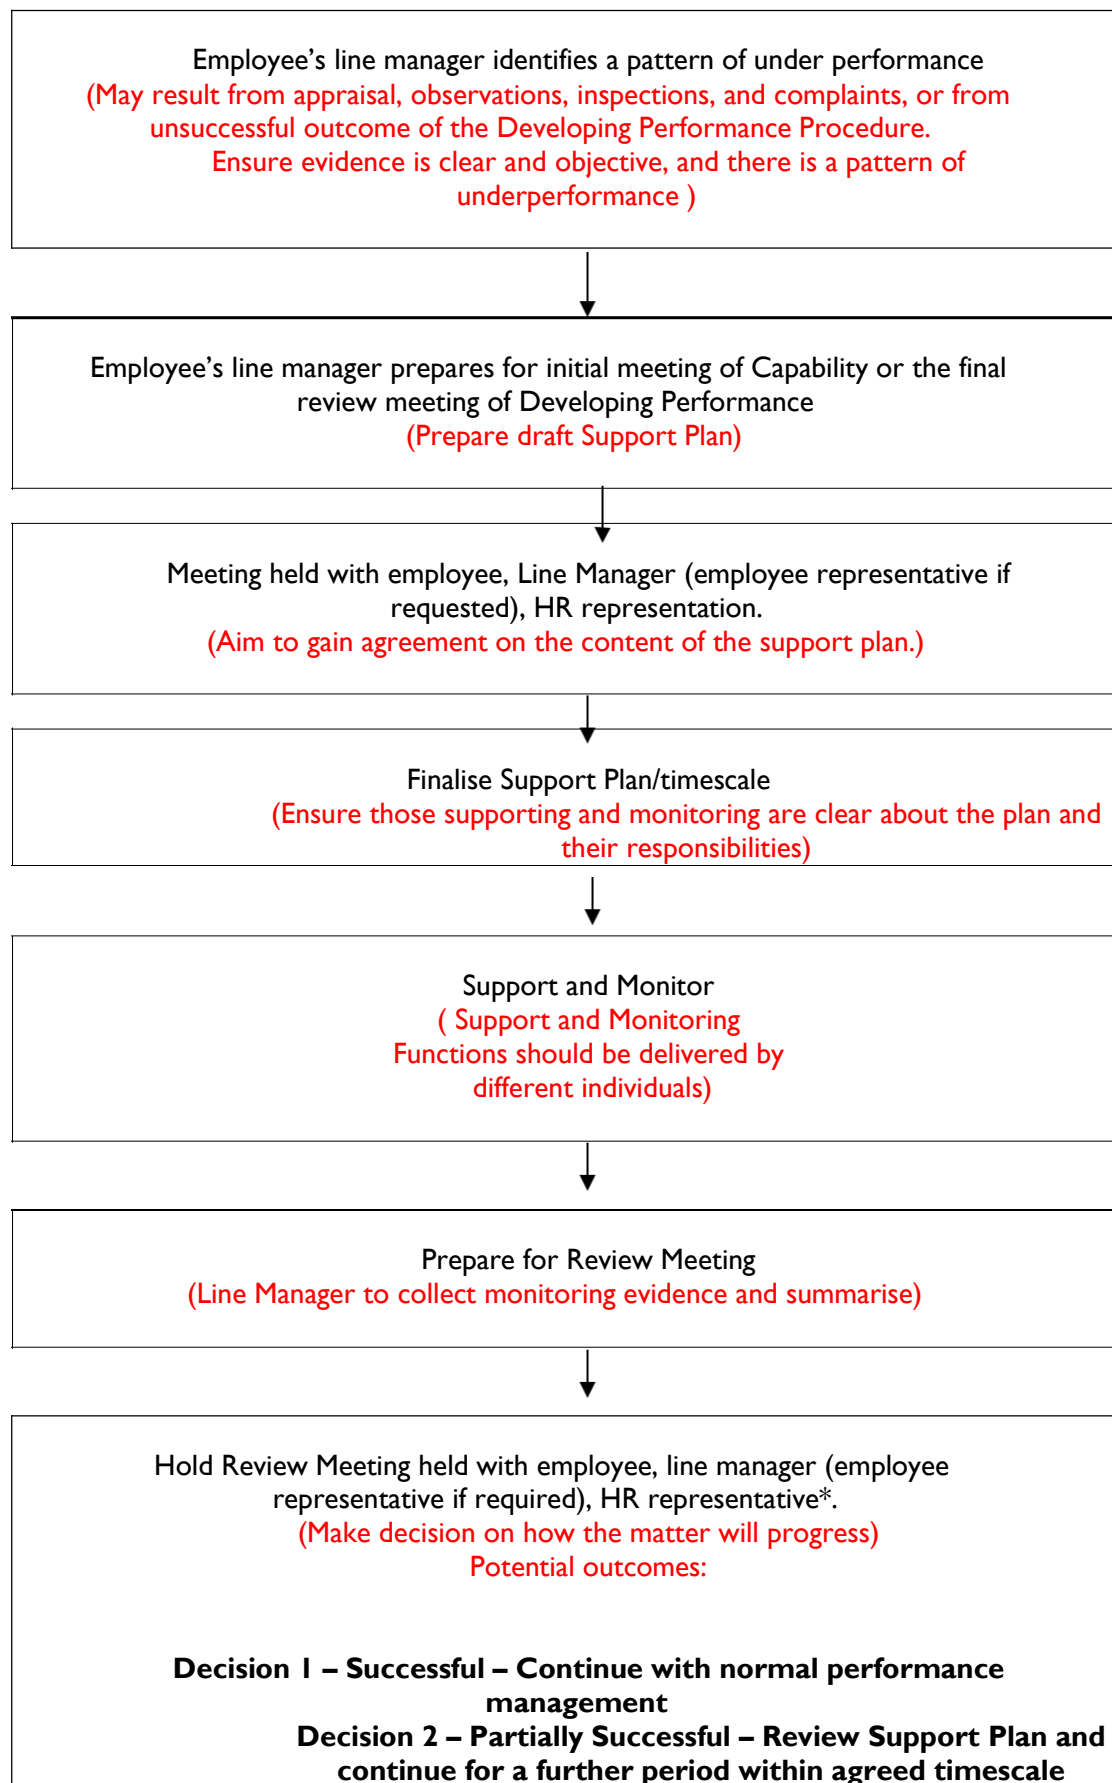 Employee’s line manager identifies a pattern of under performance
(May result from appraisal, observations, inspections, and complaints, or from
unsuccessful outcome of the Developing Performance Procedure.
Ensure evidence is clear and objective, and there is a pattern of
underperformance )
Employee’s line manager prepares for initial meeting of Capability or the final
review meeting of Developing Performance
(Prepare draft Support Plan)
Meeting held with employee, Line Manager (employee representative if
requested), HR representation.
(Aim to gain agreement on the content of the support plan.)
Finalise Support Plan/timescale
(Ensure those supporting and monitoring are clear about the plan and
their responsibilities)
Support and Monitor
( Support and Monitoring
Functions should be delivered by
different individuals)
Prepare for Review Meeting
(Line Manager to collect monitoring evidence and summarise)
Hold Review Meeting held with employee, line manager (employee
representative if required), HR representative*.
(Make decision on how the matter will progress)
Potential outcomes:
Decision 1 – Successful – Continue with normal performance
management
Decision 2 – Partially Successful – Review Support Plan and
continue for a further period within agreed timescale